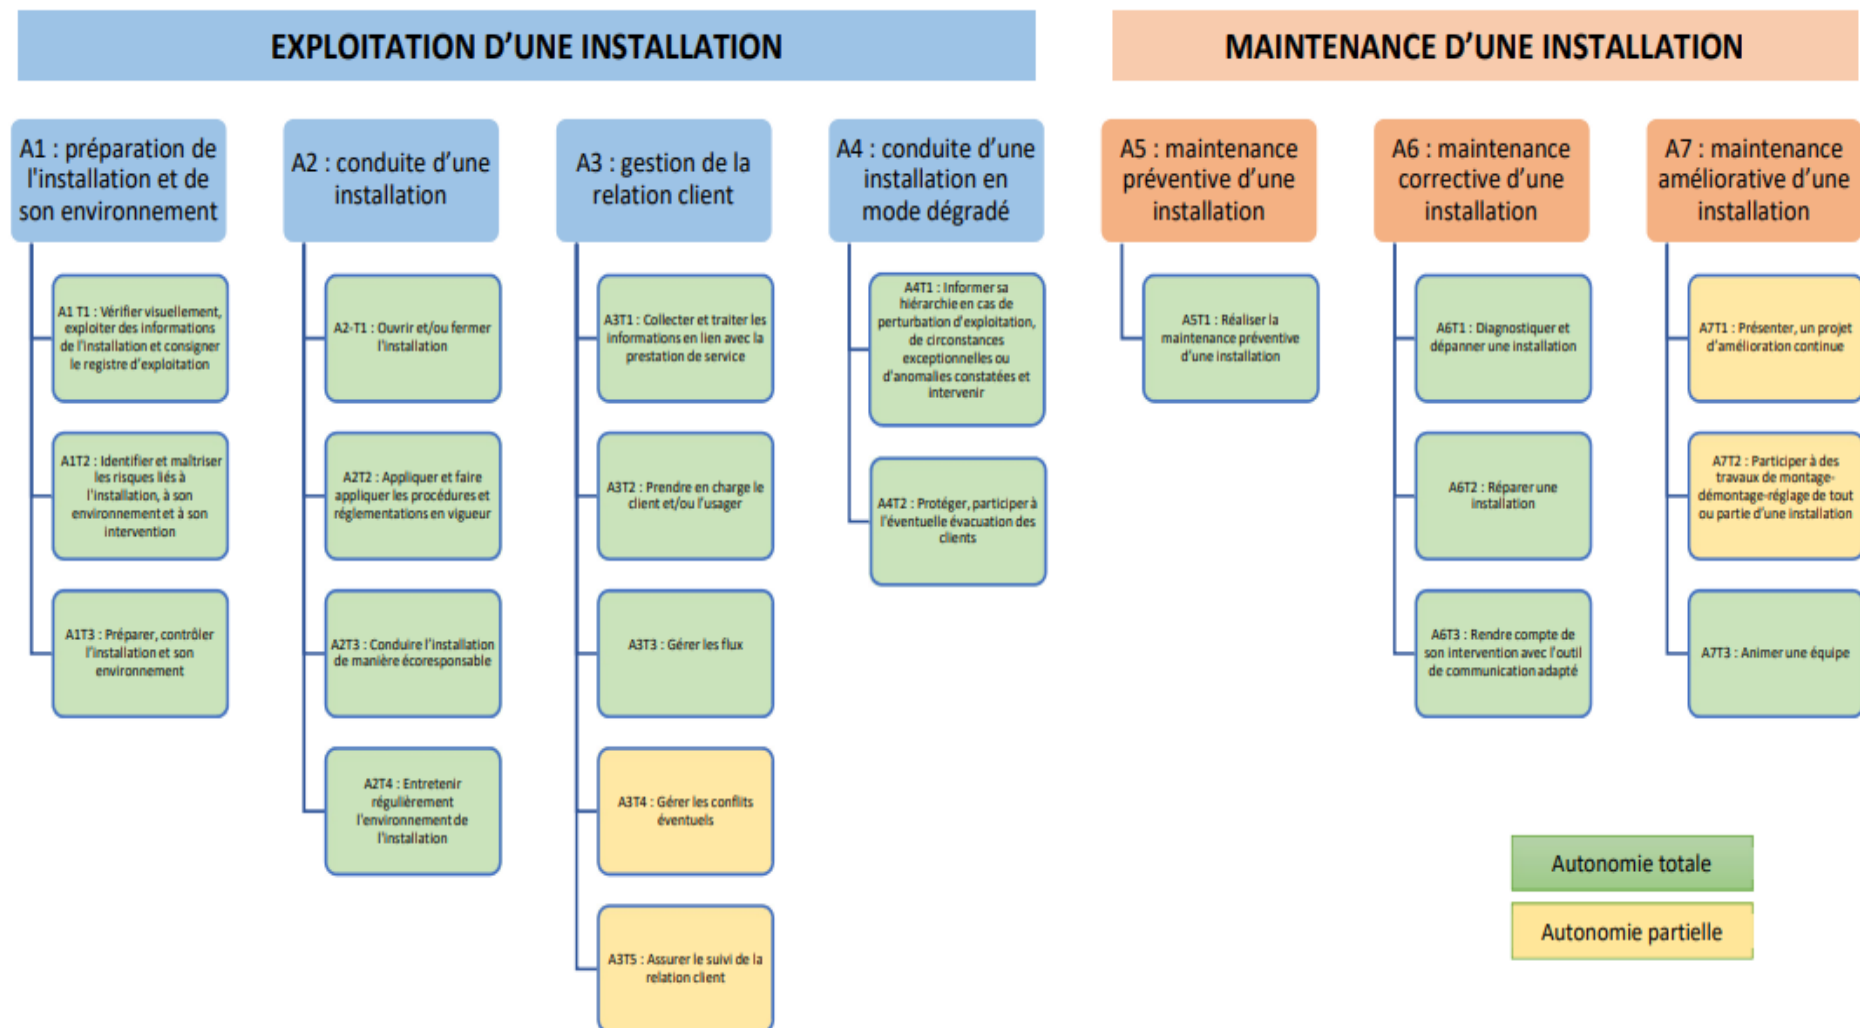 EXPLOITATION D’UNE INSTALLATION
MAINTENANCE D’UNE INSTALLATION
A1 : préparation de
l'installation et de
son environnement
A1 T1 : Vérifier visuellement,
exploiter des informations
de l’installation et consigner
le registre d’exploitation
A1T2 : Identifier et maîtriser
les risques liés à
l’installation, à son
environnement et à son
intervention
A1T3 : Préparer, contrôler
l’installation et son
environnement
A2 : conduite d’une
installation
A2-T1 : Ouvrir et/ou fermer
l’installation
A2T2 : Appliquer et faire
appliquer les procédures et
réglementations en vigueur
A2T3 : Conduire l’installation
de manière écoresponsable
A2T4 : Entretenir
régulièrement
l'environnement de
l'installation
A3 : gestion de la
relation client
A3T1 : Collecter et traiter les
informations en lien avec la
prestation de service
A3T2 : Prendre en charge le
client et/ou l’usager
A3T3 : Gérer les flux
A3T4 : Gérer les conflits
éventuels
A3T5 : Assurer le suivi de la
relation client
A4 : conduite d’une
installation en
mode dégradé
A4T1 : Informer sa
hiérarchie en cas de
perturbation d'exploitation,
de circonstances
exceptionnelles ou
d'anomalies constatées et
intervenir
A4T2 : Protéger, participer à
l'éventuelle évacuation des
clients
A5 : maintenance
préventive d’une
installation
A5T1 : Réaliser la
maintenance préventive
d’une installation
A6 : maintenance
corrective d’une
installation
A6T1 : Diagnostiquer et
dépanner une installation
A6T2 : Réparer une
installation
A6T3 : Rendre compte de
son intervention avec l’outil
de communication adapté
A7 : maintenance
améliorative d’une
installation
A7T1 : Présenter, un projet
d’amélioration continue
A7T2 : Participer à des
travaux de montage-
démontage-réglage de tout
ou partie d’une installation
A7T3 : Animer une équipe
Autonomie totale
Autonomie partielle